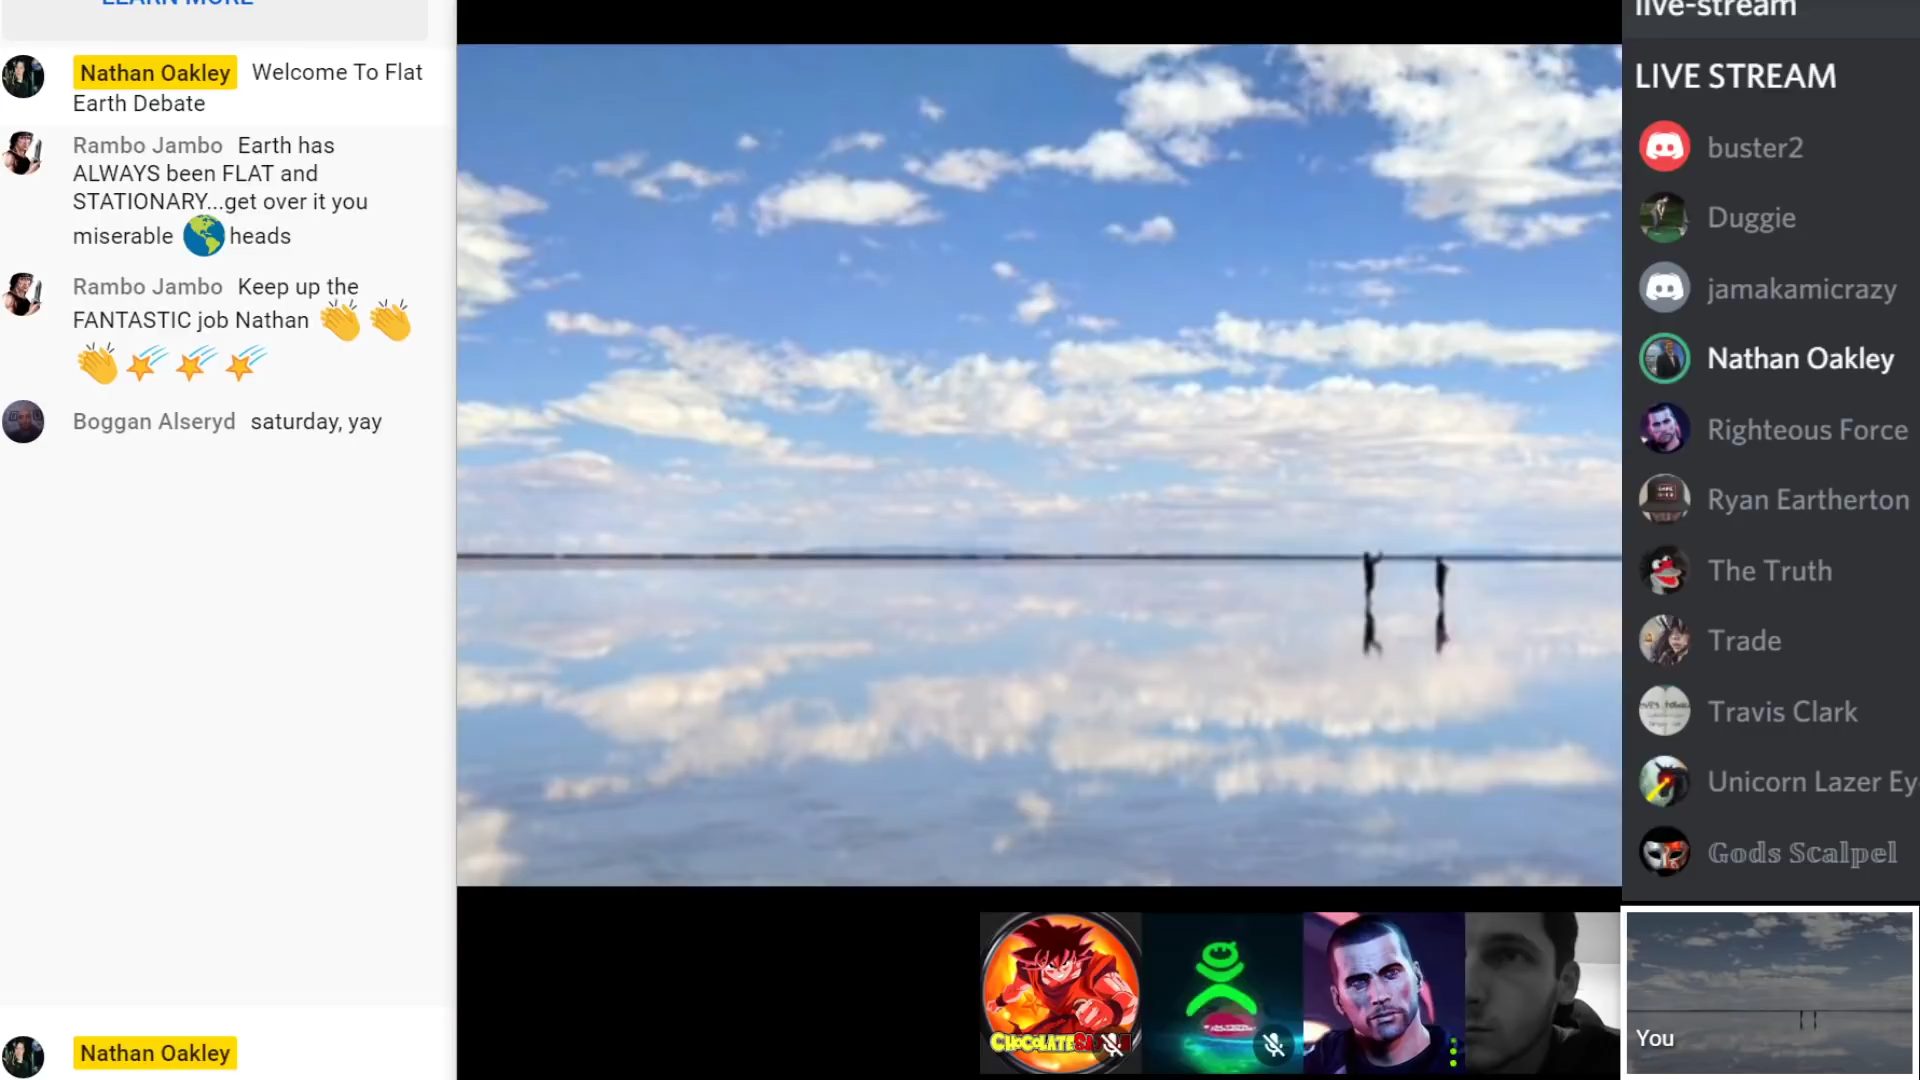 LEARN MORE
Nathan Oakley Welcome To Flat
Earth Debate
Rambo Jambo Earth has
ALWAYS been FLAT and
STATIONARY...get over it you
miserable 🌎 heads
Rambo Jambo Keep up the
FANTASTIC job Nathan 👏 👏
👏 🌠 🌠 🌠
Boggan Alseryd saturday, yay
Nathan Oakley
live-stream
LIVE STREAM
buster2
Duggie
jamakamicrazy
Nathan Oakley
Righteous Force
Ryan Eartherton
The Truth
Trade
Travis Clark
Unicorn Lazer Ey
Gods Scalpel
You